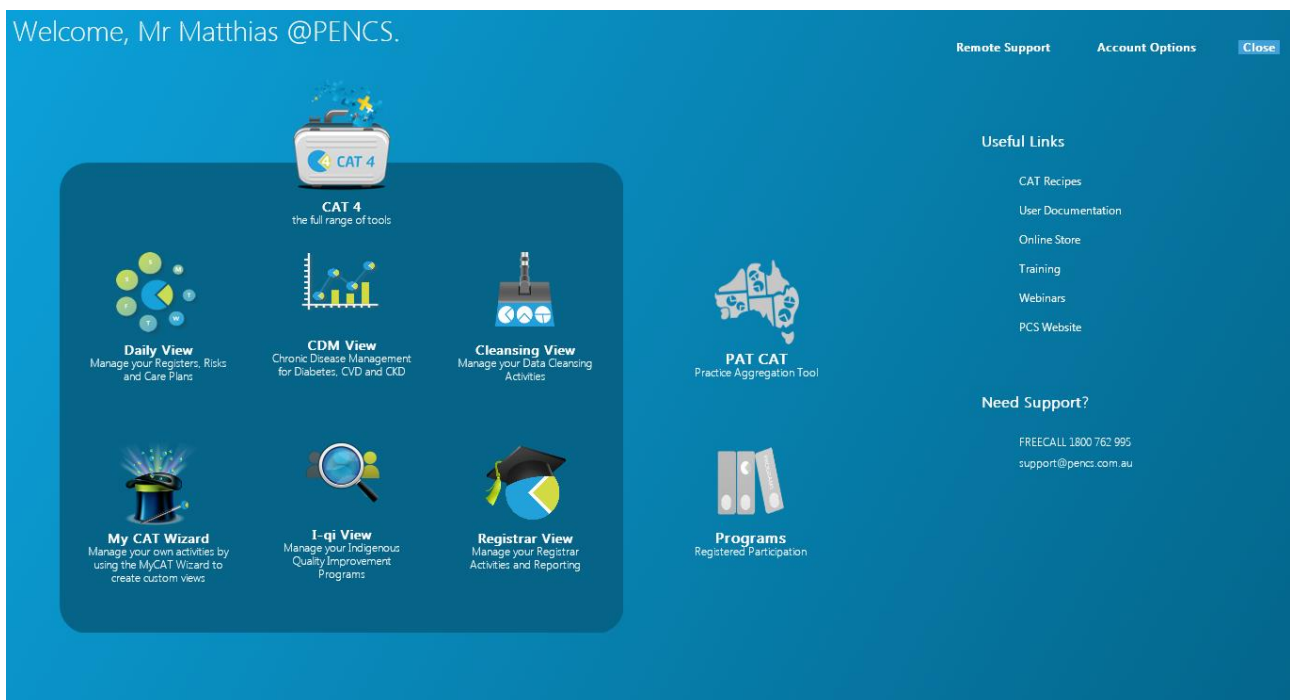 Welcome, Mr Matthias @PENCS.
Remote Support
Account Options
Close
4 CAT 4
CAT 4
the full range of tools
Daily View
Manage your Registers, Risks
and Care Plans
CDM View
Chronic Disease Management
for Diabetes, CVD and CKD
Cleansing View
Manage your Data Cleansing
Activities
PAT CAT
Practice Aggregation Tool
My CAT Wizard
Manage your own activities by
using the MyCAT Wizard to
create custom views
I-qi View
Manage your Indigenous
Quality Improvement
Programs
Registrar View
Manage your Registrar
Activities and Reporting
Programs
Registered Participation
Useful Links
CAT Recipes
User Documentation
Online Store
Training
Webinars
PCS Website
Need Support?
FREECALL 1800 762 995
support@pencs.com.au